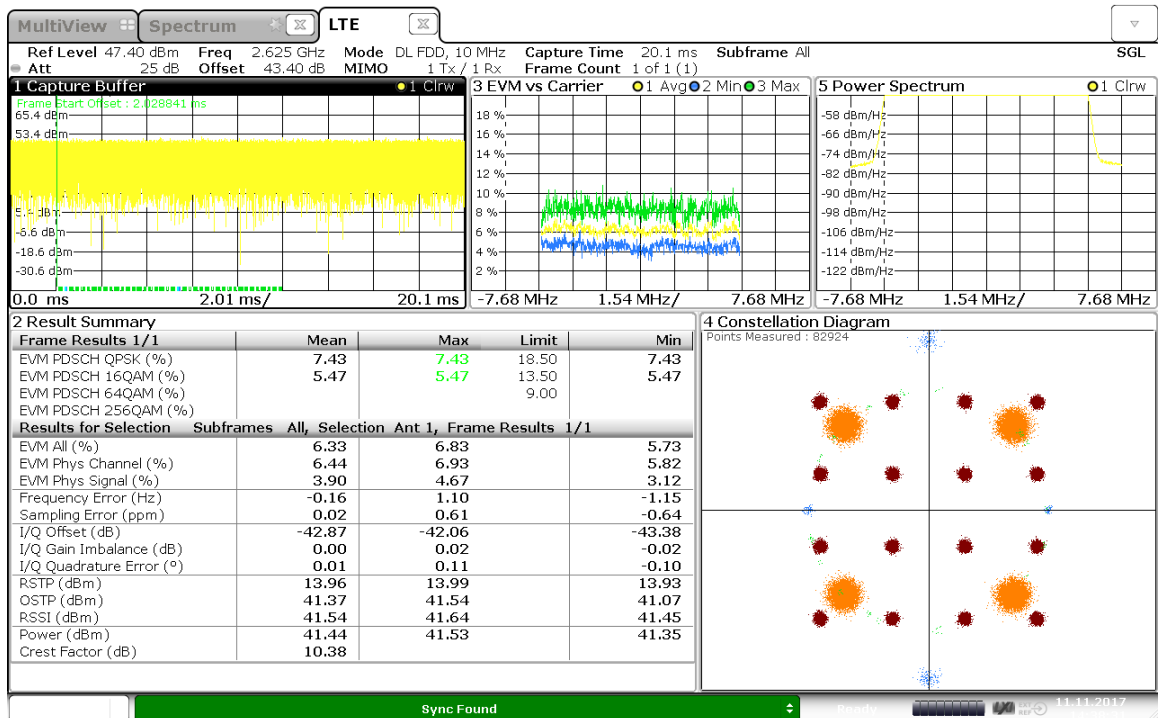 MultiView Spectrum LTE
Ref Level 47.40 dBm Freq 2.625 GHz Mode DL FDD, 10 MHz Capture Time 20.1 ms Subframe All SGL
Att 25 dB Offset 43.40 dB MIMO 1 Tx / 1 Rx Frame Count 1 of 1 (1)
1 Capture Buffer 1 Clrw
Frame Start Offset : 2.028841 ms
65.4 dBm
53.4 dBm
-6.6 dBm
-18.6 dBm
-30.6 dBm
0.0 ms 2.01 ms/ 20.1 ms
3 EVM vs Carrier 1 Avg 2 Min 3 Max
18 %
16 %
14 %
12 %
10 %
8 %
6 %
4 %
2 %
-7.68 MHz 1.54 MHz/ 7.68 MHz
5 Power Spectrum 1 Clrw
-58 dBm/Hz
-66 dBm/Hz
-74 dBm/Hz
-82 dBm/Hz
-90 dBm/Hz
-98 dBm/Hz
-106 dBm/Hz
-114 dBm/Hz
-122 dBm/Hz
-7.68 MHz 1.54 MHz/ 7.68 MHz
2 Result Summary
Frame Results 1/1 Mean Max Limit Min
EVM PDSCH QPSK (%) 7.43 7.43 18.50 7.43
EVM PDSCH 16QAM (%) 5.47 5.47 13.50 5.47
EVM PDSCH 64QAM (%) 9.00
EVM PDSCH 256QAM (%)
Results for Selection Subframes All, Selection Ant 1, Frame Results 1/1
EVM All (%) 6.33 6.83 5.73
EVM Phys Channel (%) 6.44 6.93 5.82
EVM Phys Signal (%) 3.90 4.67 3.12
Frequency Error (Hz) -0.16 1.10 -1.15
Sampling Error (ppm) 0.02 0.61 -0.64
I/Q Offset (dB) -42.87 -42.06 -43.38
I/Q Gain Imbalance (dB) 0.00 0.02 -0.02
I/Q Quadrature Error (º) 0.01 0.11 -0.10
RSTP (dBm) 13.96 13.99 13.93
OSTP (dBm) 41.37 41.54 41.07
RSSI (dBm) 41.54 41.64 41.45
Power (dBm) 41.44 41.53 41.35
Crest Factor (dB) 10.38
4 Constellation Diagram
Points Measured : 82924
Sync Found Ready 11.11.2017